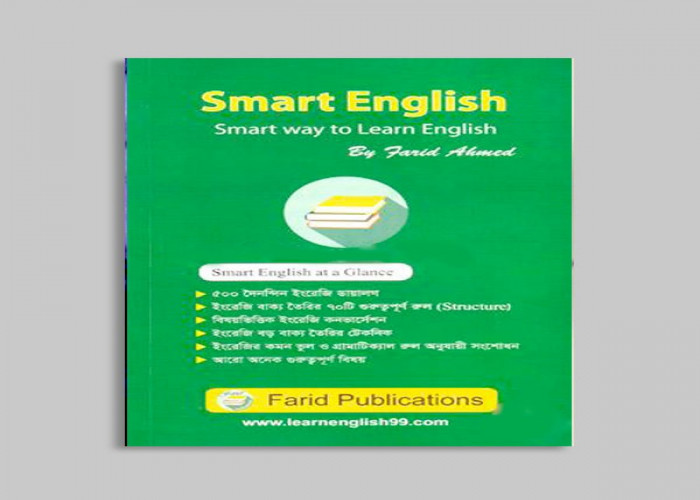 Smart English
Smart way to Learn English
By Farid Ahmed
Smart English at a Glance
৫০০ দৈনন্দিন ইংরেজি ডায়ালগ
ইংরেজি বাক্য তৈরির ৭০টি গুরুত্বপূর্ণ রুল (Structure)
বিষয়ভিত্তিক ইংরেজি কনভার্সেশন
ইংরেজি বড় বাক্য তৈরির টেকনিক
ইংরেজির কমন ভুল ও গ্রামাটিক্যাল রুল অনুযায়ী সংশোধন
আরো অনেক গুরুত্বপূর্ণ বিষয়
Farid Publications
www.learnenglish99.com